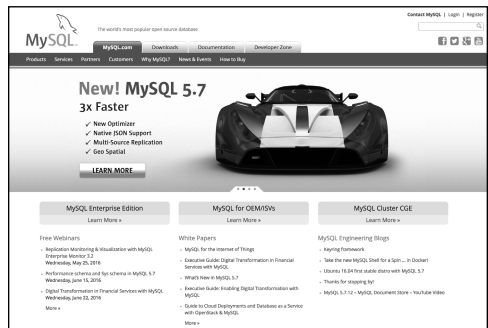 Contact MySQL | Login | Register
The world's most popular open source database
MySQL
MySQL.com
Downloads
Documentation
Developer Zone
Products Services Partners Customers Why MySQL? News & Events How to Buy
New! MySQL 5.7
3x Faster
✓ New Optimizer
✓ Native JSON Support
✓ Multi-Source Replication
✓ Geo Spatial
LEARN MORE
MySQL Enterprise Edition
Learn More »
MySQL for OEM/ISVs
Learn More »
MySQL Cluster CGE
Learn More »
Free Webinars
Replication Monitoring & Visualization with MySQL
Enterprise Monitor 3.2
Wednesday, May 25, 2016
Performance schema and Sys schema in MySQL 5.7
Wednesday, June 15, 2016
Digital Transformation in Financial Services with MySQL
Wednesday, June 22, 2016
More »
White Papers
MySQL for the Internet of Things
Executive Guide: Digital Transformation in Financial
Services with MySQL
What's New in MySQL 5.7
Executive Guide: Enabling Digital Transformation with
MySQL
Guide to Cloud Deployments and Database as a Service
with OpenStack & MySQL
More »
MySQL Engineering Blogs
Keyring framework
Take the new MySQL Shell for a Spin ... in Docker!
Ubuntu 16.04 first stable distro with MySQL 5.7
Thanks for stopping by!
MySQL 5.7.12 – MySQL Document Store – YouTube Video